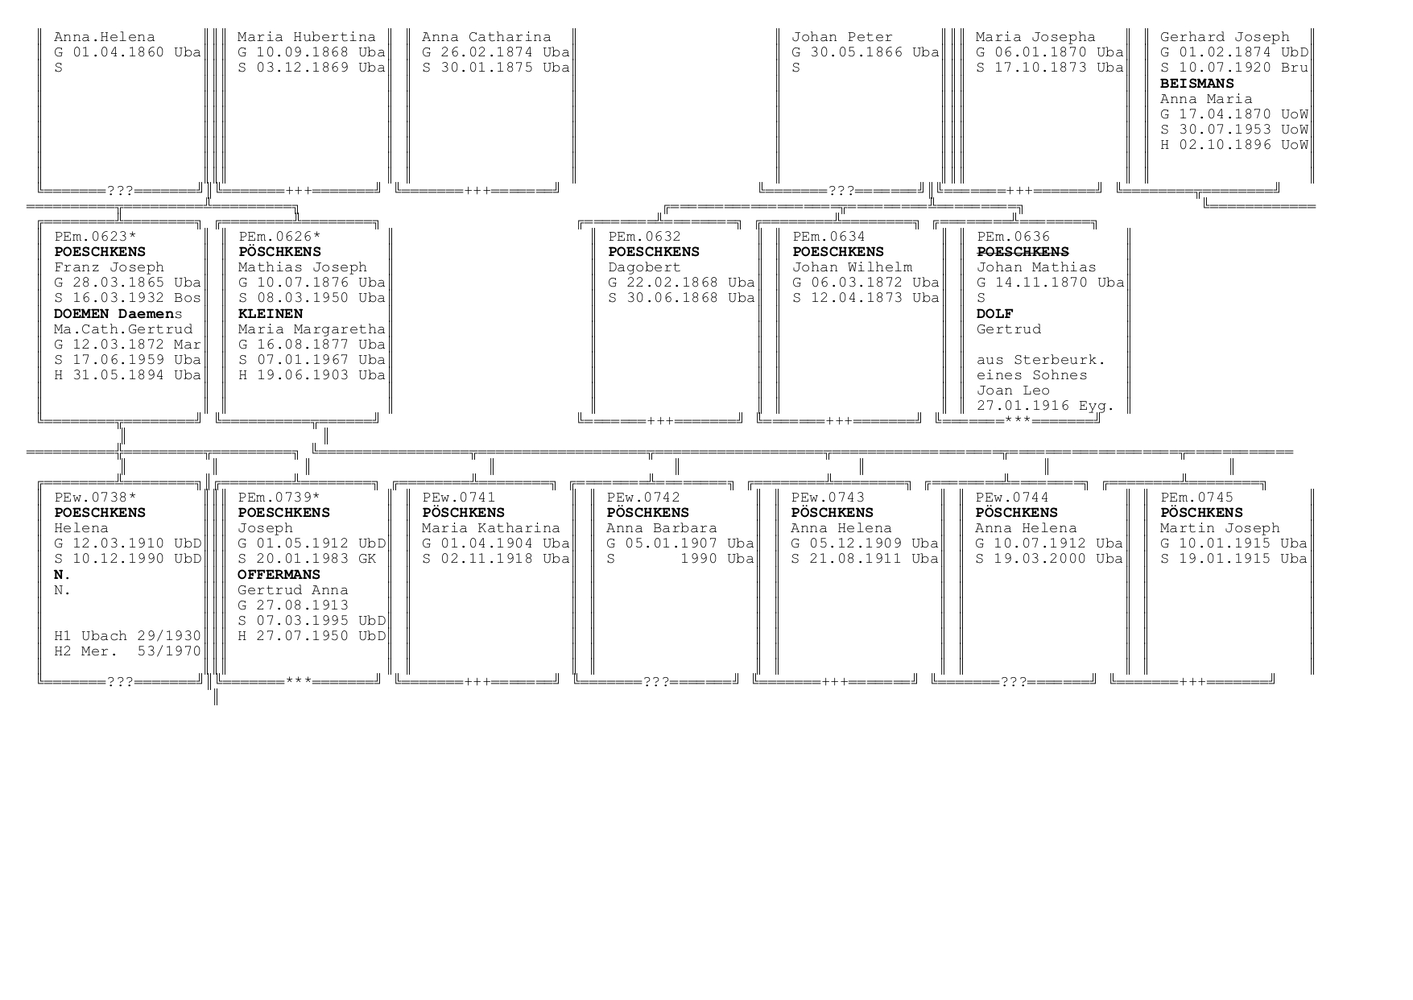 Anna.Helena
G 01.04.1860 Uba
S
???
Maria Hubertina
G 10.09.1868 Uba
S 03.12.1869 Uba
+++
Anna Catharina
G 26.02.1874 Uba
S 30.01.1875 Uba
+++
Johan Peter
G 30.05.1866 Uba
S
???
Maria Josepha
G 06.01.1870 Uba
S 17.10.1873 Uba
+++
Gerhard Joseph
G 01.02.1874 UbD
S 10.07.1920 Bru
BEISMANS
Anna Maria
G 17.04.1870 UoW
S 30.07.1953 UoW
H 02.10.1896 UoW
PEm.0623*
POESCHKENS
Franz Joseph
G 28.03.1865 Uba
S 16.03.1932 Bos
DOEMEN Daemens
Ma.Cath.Gertrud
G 12.03.1872 Mar
S 17.06.1959 Uba
H 31.05.1894 Uba
PEm.0626*
PÖSCHKENS
Mathias Joseph
G 10.07.1876 Uba
S 08.03.1950 Uba
KLEINEN
Maria Margaretha
G 16.08.1877 Uba
S 07.01.1967 Uba
H 19.06.1903 Uba
PEm.0632
POESCHKENS
Dagobert
G 22.02.1868 Uba
S 30.06.1868 Uba
+++
PEm.0634
POESCHKENS
Johan Wilhelm
G 06.03.1872 Uba
S 12.04.1873 Uba
+++
PEm.0636
POESCHKENS
Johan Mathias
G 14.11.1870 Uba
S
DOLF
Gertrud
aus Sterbeurk.
eines Sohnes
Joan Leo
27.01.1916 Eyg.
***
PEw.0738*
POESCHKENS
Helena
G 12.03.1910 UbD
S 10.12.1990 UbD
N.
N.
H1 Ubach 29/1930
H2 Mer.  53/1970
???
PEm.0739*
POESCHKENS
Joseph
G 01.05.1912 UbD
S 20.01.1983 GK
OFFERMANS
Gertrud Anna
G 27.08.1913
S 07.03.1995 UbD
H 27.07.1950 UbD
***
PEw.0741
PÖSCHKENS
Maria Katharina
G 01.04.1904 Uba
S 02.11.1918 Uba
+++
PEw.0742
PÖSCHKENS
Anna Barbara
G 05.01.1907 Uba
S       1990 Uba
???
PEw.0743
PÖSCHKENS
Anna Helena
G 05.12.1909 Uba
S 21.08.1911 Uba
+++
PEw.0744
PÖSCHKENS
Anna Helena
G 10.07.1912 Uba
S 19.03.2000 Uba
???
PEm.0745
PÖSCHKENS
Martin Joseph
G 10.01.1915 Uba
S 19.01.1915 Uba
+++